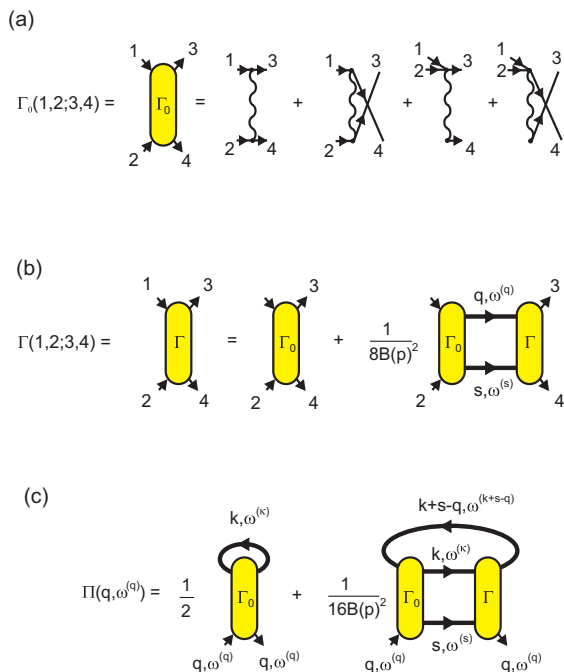 (a)
1 3 1 3 1 3 1 3 1 3
2 2
Γ₀(1,2;3,4) = Γ₀ = + + +
2 4 2 4 2 4 4 4
(b)
1 3 1 3 1 q,ω^(q) 3
Γ(1,2;3,4) = Γ = Γ₀ + 1/8B(p)² Γ₀ Γ
s,ω^(s)
2 4 2 4 2 4
(c)
k+s-q,ω^(k+s-q)
k,ω^(κ)
k,ω^(κ)
Π(q,ω^(q)) = 1/2 Γ₀ + 1/16B(p)² Γ₀ Γ
s,ω^(s)
q,ω^(q) q,ω^(q) q,ω^(q) q,ω^(q)